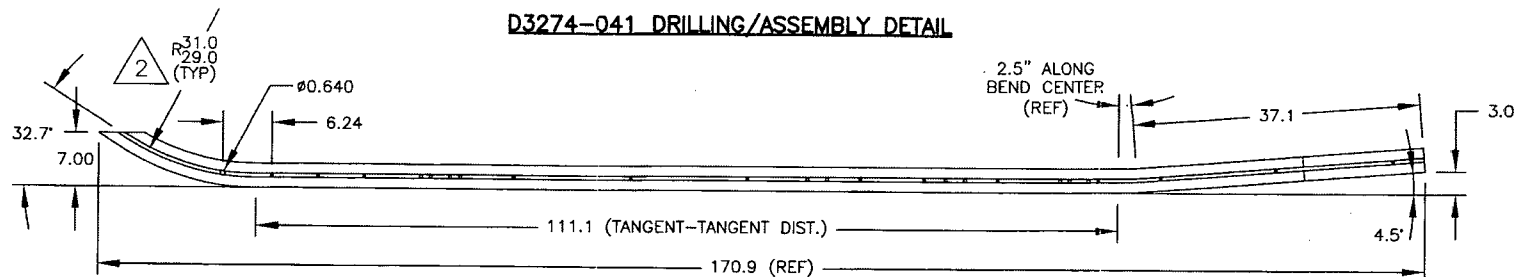 D3274-041 DRILLING/ASSEMBLY DETAIL
2
R31.0
29.0
(TYP)
Ø0.640
6.24
2.5" ALONG
BEND CENTER
(REF)
37.1
3.0
32.7°
7.00
111.1 (TANGENT-TANGENT DIST.)
4.5°
170.9 (REF)